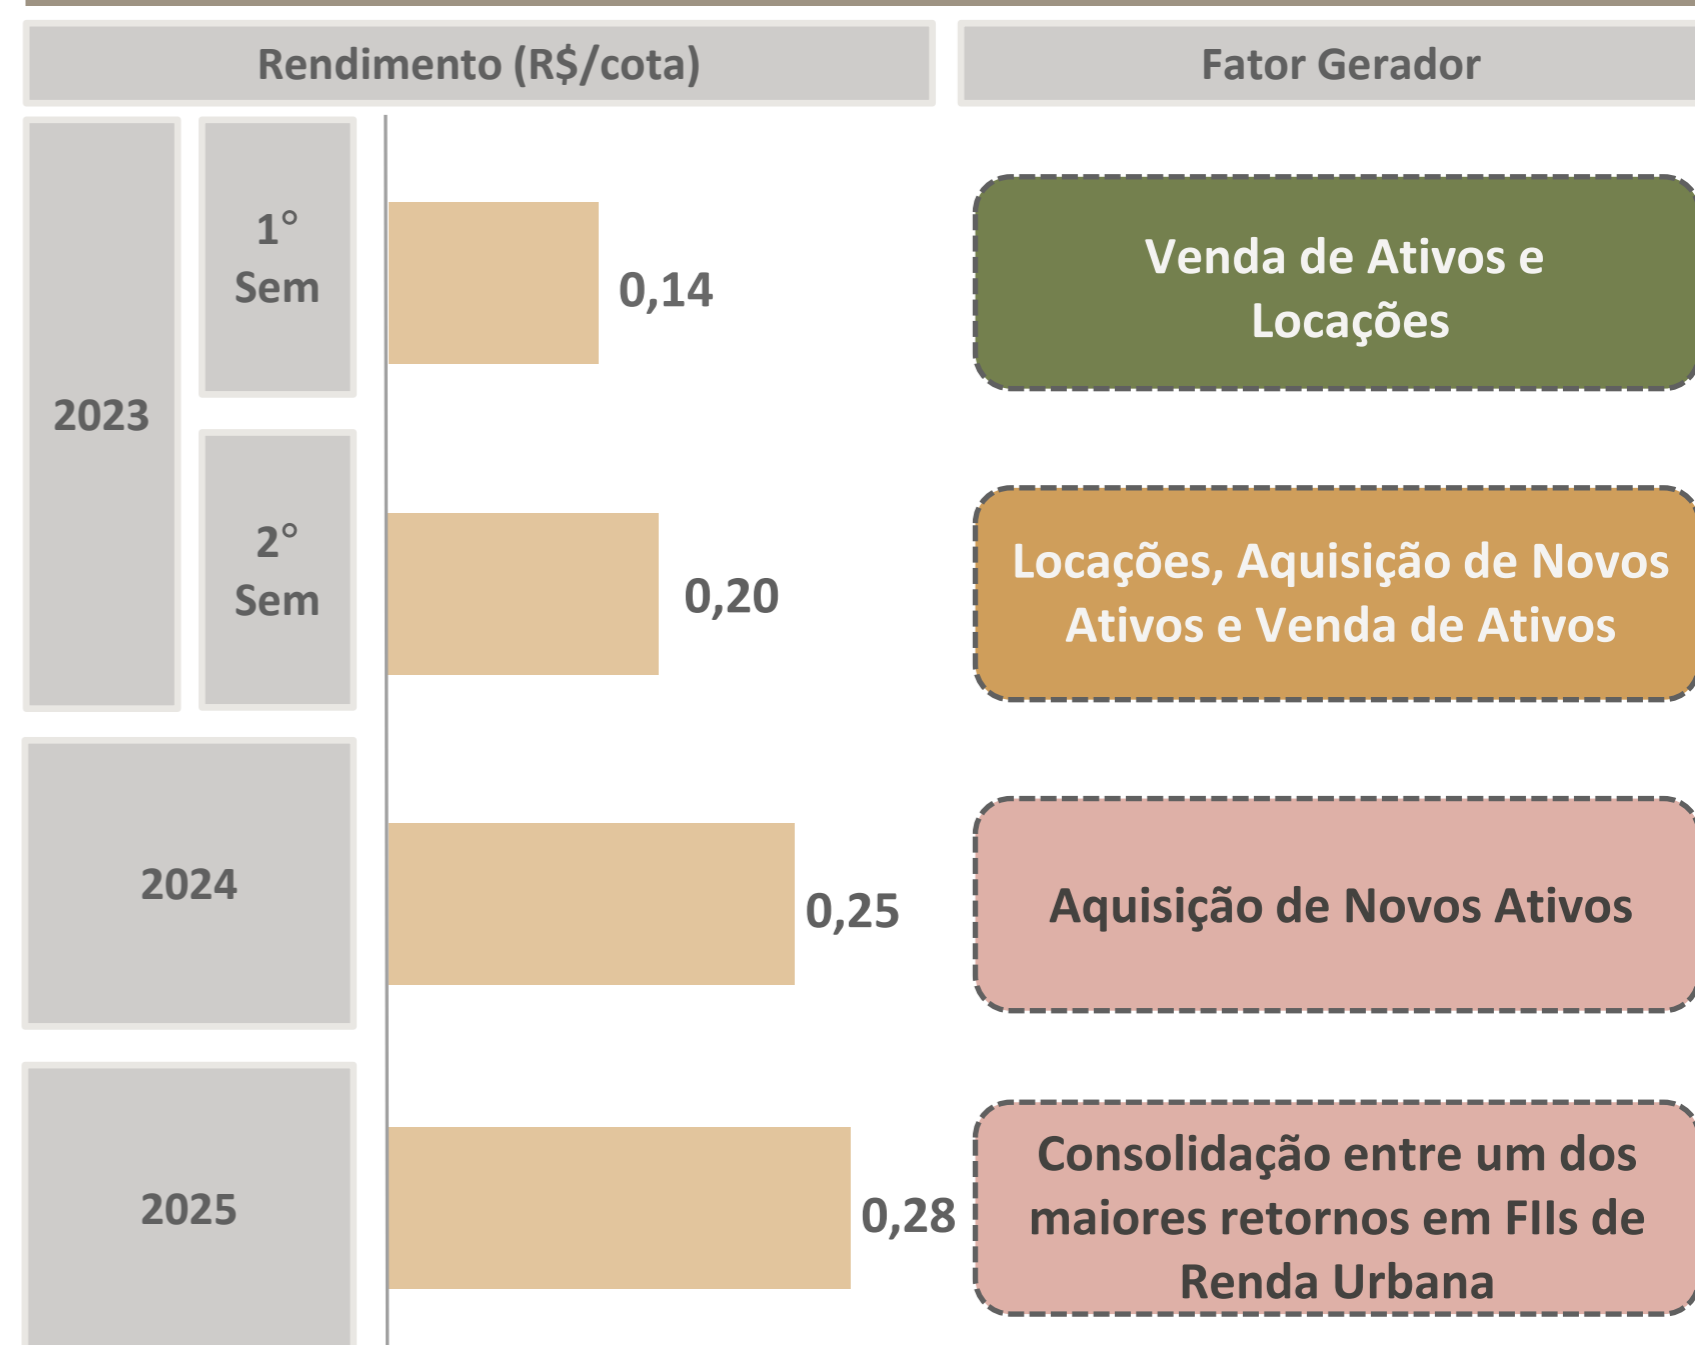 Rendimento (R$/cota)
Fator Gerador
2023
1°
Sem
0,14
Venda de Ativos e
Locações
2°
Sem
0,20
Locações, Aquisição de Novos
Ativos e Venda de Ativos
2024
0,25
Aquisição de Novos Ativos
2025
0,28
Consolidação entre um dos
maiores retornos em FIIs de
Renda Urbana